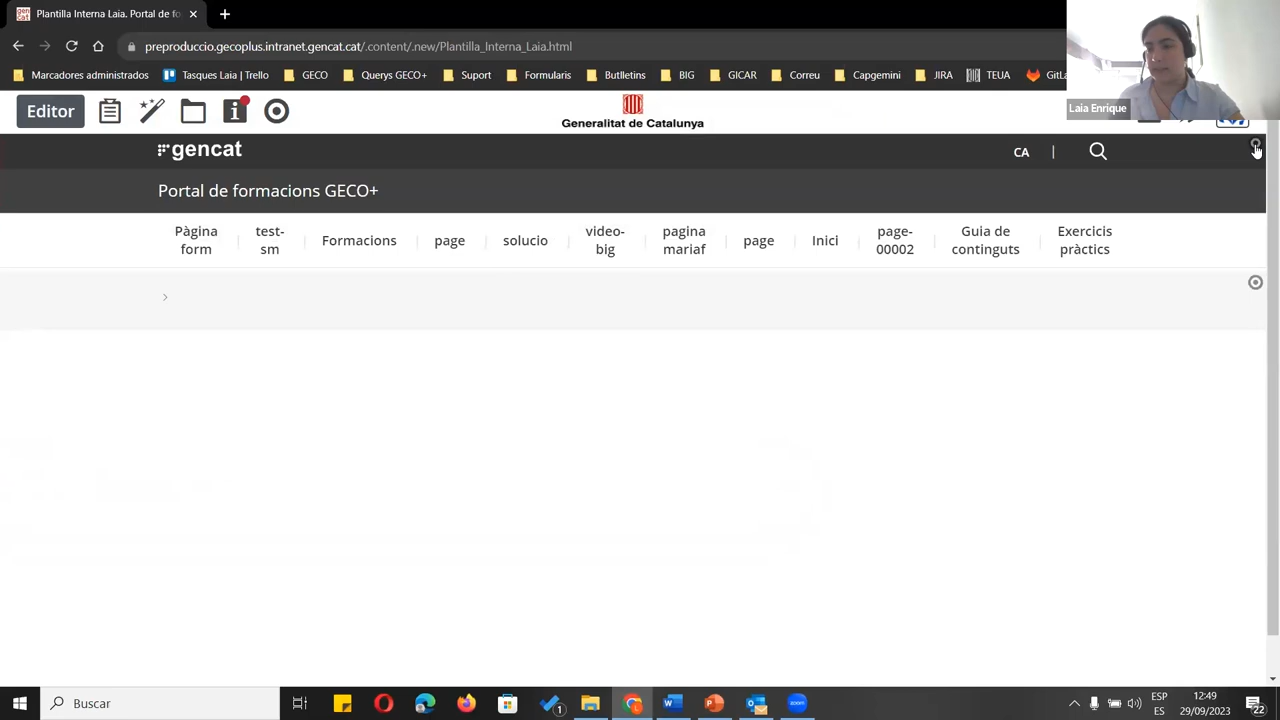 Plantilla Interna Laia. Portal de fo
preproduccio.gecoplus.intranet.gencat.cat/.content/.new/Plantilla_Interna_Laia.html
Marcadores administrados
Tasques Laia | Trello
GECO
Querys GECO+
Suport
Formularis
Butlletins
BIG
GICAR
Correu
Capgemini
JIRA
TEUA
Laia Enrique
Editor
Generalitat de Catalunya
gencat
CA
Portal de formacions GECO+
Pàgina form
test-sm
Formacions
page
solucio
video-big
pagina mariaf
page
Inici
page-00002
Guia de continguts
Exercicis pràctics
Buscar
ESP
ES
12:49
29/09/2023
22